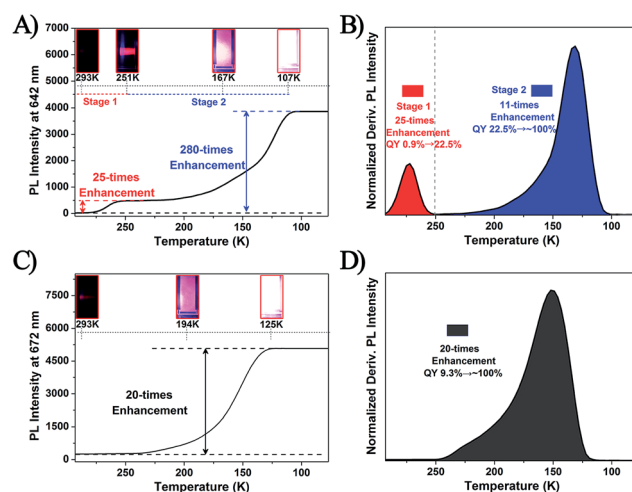 A)
293K
251K
167K
107K
7000
6000
5000
4000
3000
2000
1000
0
PL Intensity at 642 nm
Stage 1
Stage 2
280-times
Enhancement
25-times
Enhancement
250
200
150
100
Temperature (K)
B)
Normalized Deriv. PL Intensity
Stage 1
25-times
Enhancement
QY 0.9%→22.5%
Stage 2
11-times
Enhancement
QY 22.5%→~100%
250
200
150
100
Temperature (K)
C)
293K
194K
125K
7500
6000
4500
3000
1500
0
PL Intensity at 672 nm
20-times
Enhancement
250
200
150
100
Temperature (K)
D)
Normalized Deriv. PL Intensity
20-times
Enhancement
QY 9.3%→~100%
250
200
150
100
Temperature (K)